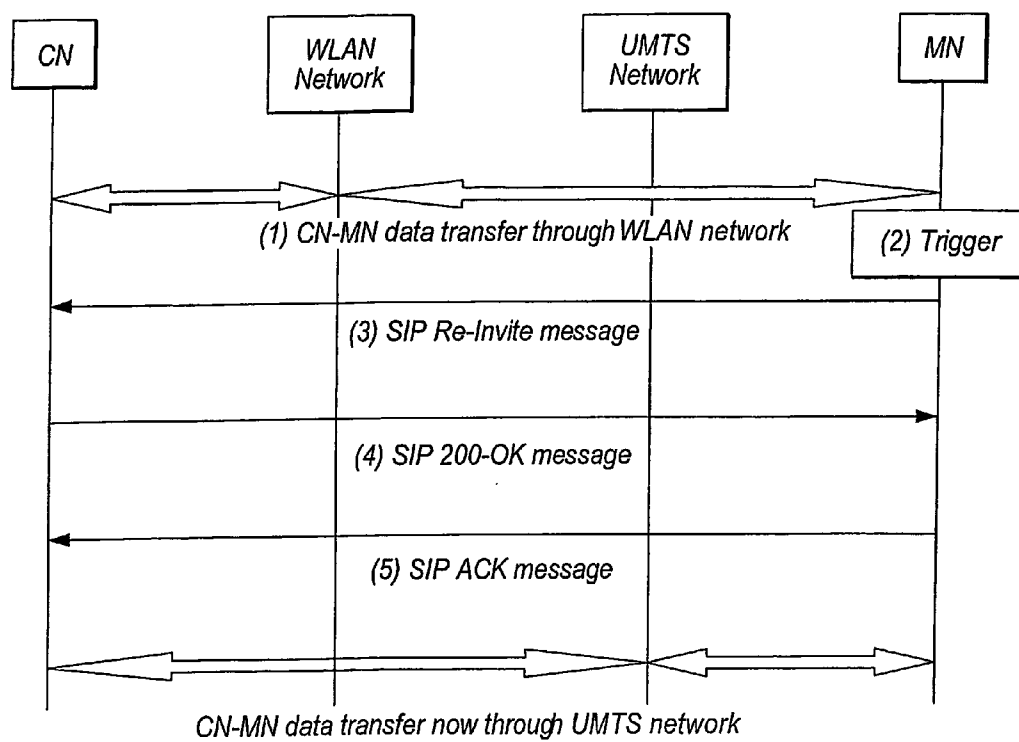 CN
WLAN
Network
UMTS
Network
MN
(1) CN-MN data transfer through WLAN network
(2) Trigger
(3) SIP Re-Invite message
(4) SIP 200-OK message
(5) SIP ACK message
CN-MN data transfer now through UMTS network